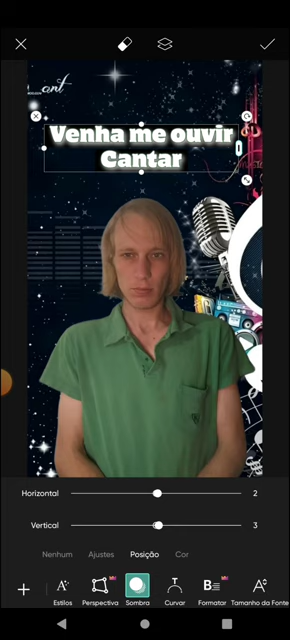 ant
Venha me ouvir
Cantar
Horizontal 2
Vertical 3
Nenhum Ajustes Posição Cor
Estilos Perspectiva Sombra Curvar Formatar Tamanho da Fonte